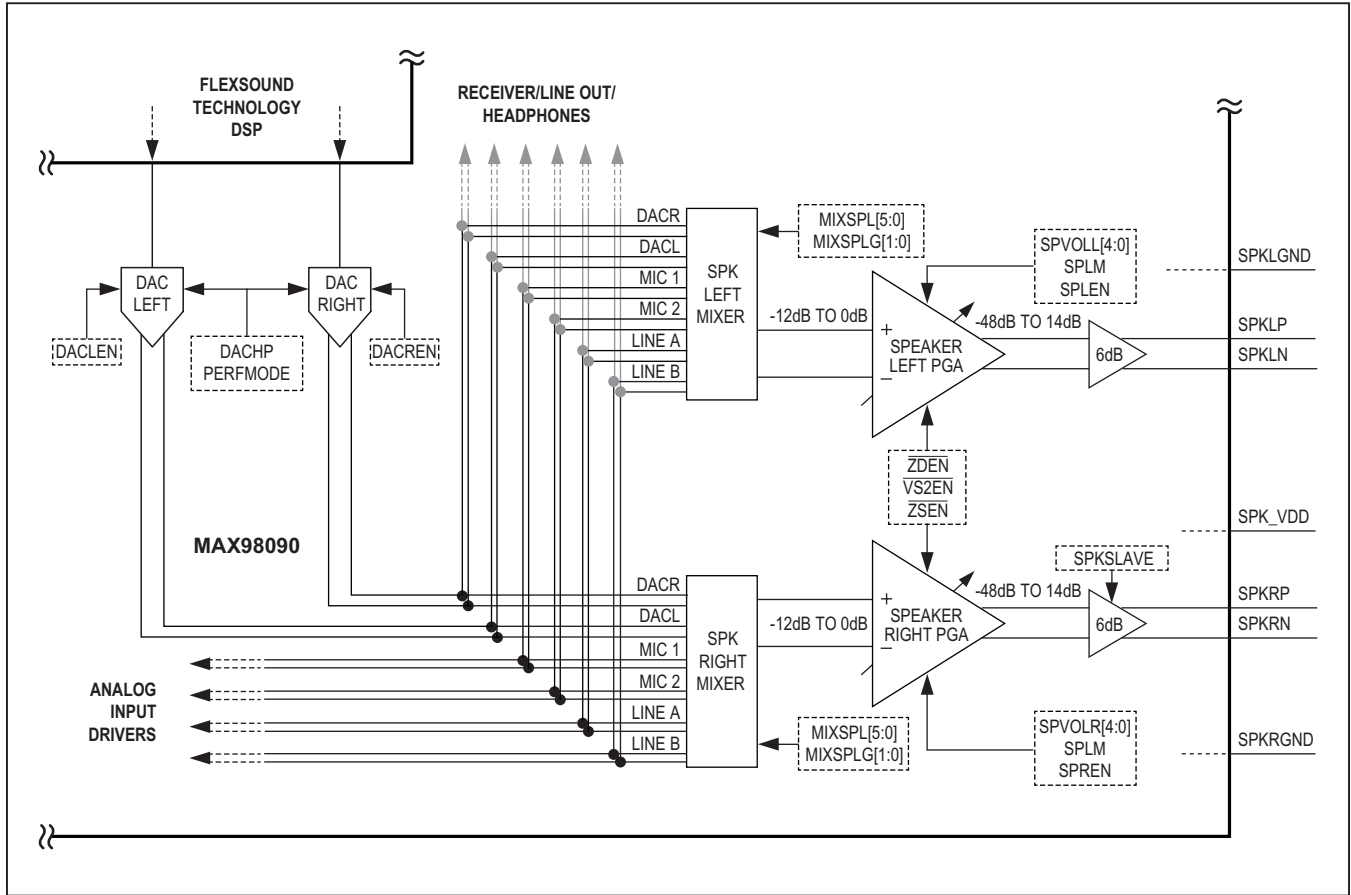 FLEXSOUND
TECHNOLOGY
DSP
RECEIVER/LINE OUT/
HEADPHONES
DAC
LEFT
DAC
RIGHT
DACLEN
DACHP
PERFMODE
DACREN
MAX98090
DACR
DACL
MIC 1
MIC 2
LINE A
LINE B
SPK
LEFT
MIXER
MIXSPL[5:0]
MIXSPLG[1:0]
-12dB TO 0dB
+
SPEAKER
LEFT PGA
–
SPVOLL[4:0]
SPLM
SPLEN
-48dB TO 14dB
6dB
SPKLGND
SPKLP
SPKLN
ZDEN
VS2EN
ZSEN
SPK_VDD
DACR
DACL
MIC 1
MIC 2
LINE A
LINE B
SPK
RIGHT
MIXER
MIXSPL[5:0]
MIXSPLG[1:0]
-12dB TO 0dB
+
SPEAKER
RIGHT PGA
–
-48dB TO 14dB
SPKSLAVE
6dB
SPKRP
SPKRN
SPVOLR[4:0]
SPLM
SPREN
SPKRGND
ANALOG
INPUT
DRIVERS